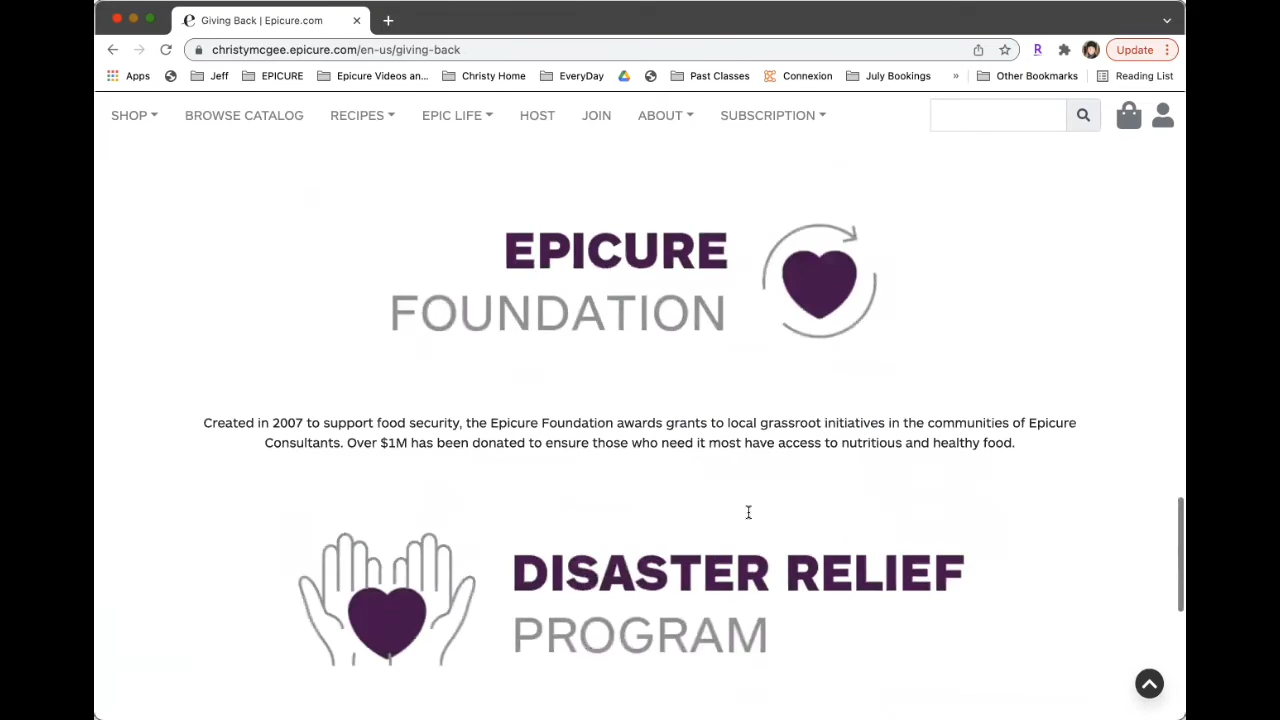 Giving Back | Epicure.com
christymcgee.epicure.com/en-us/giving-back
R
Update
Apps
Jeff
EPICURE
Epicure Videos an...
Christy Home
EveryDay
Past Classes
Connexion
July Bookings
»
Other Bookmarks
Reading List
SHOP
BROWSE CATALOG
RECIPES
EPIC LIFE
HOST
JOIN
ABOUT
SUBSCRIPTION
EPICURE
FOUNDATION
Created in 2007 to support food security, the Epicure Foundation awards grants to local grassroot initiatives in the communities of Epicure
Consultants. Over $1M has been donated to ensure those who need it most have access to nutritious and healthy food.
DISASTER RELIEF
PROGRAM